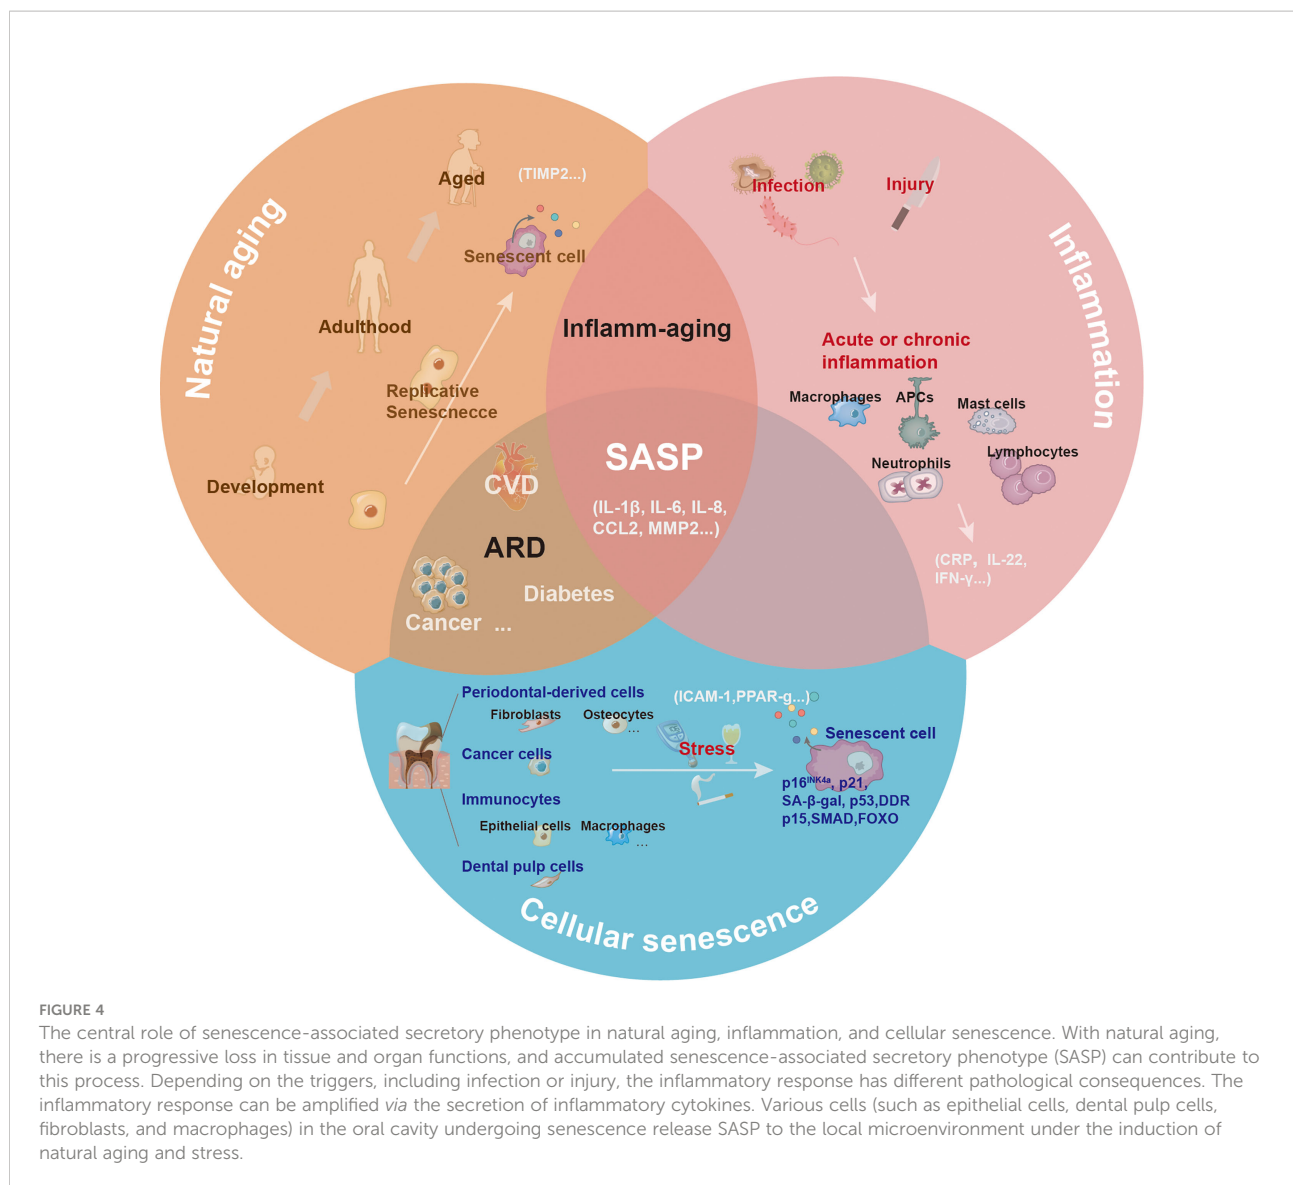 Natural aging
Aged
(TIMP2...)
Senescent cell
Adulthood
Replicative
Senescnecce
Development
Inflammation
Infection
Injury
Acute or chronic
inflammation
Macrophages
APCs
Mast cells
Neutrophils
Lymphocytes
(CRP, IL-22,
IFN-γ...)
Inflamm-aging
SASP
(IL-1β, IL-6, IL-8,
CCL2, MMP2...)
CVD
ARD
Diabetes
Cancer ...
Periodontal-derived cells
Fibroblasts
Osteocytes
...
Cancer cells
Immunocytes
Epithelial cells
Macrophages
...
Dental pulp cells
(ICAM-1,PPAR-g...)
Stress
Senescent cell
p16INK4a, p21,
SA-β-gal, p53,DDR
p15,SMAD,FOXO
Cellular senescence
FIGURE 4
The central role of senescence-associated secretory phenotype in natural aging, inflammation, and cellular senescence. With natural aging,
there is a progressive loss in tissue and organ functions, and accumulated senescence-associated secretory phenotype (SASP) can contribute to
this process. Depending on the triggers, including infection or injury, the inflammatory response has different pathological consequences. The
inflammatory response can be amplified via the secretion of inflammatory cytokines. Various cells (such as epithelial cells, dental pulp cells,
fibroblasts, and macrophages) in the oral cavity undergoing senescence release SASP to the local microenvironment under the induction of
natural aging and stress.